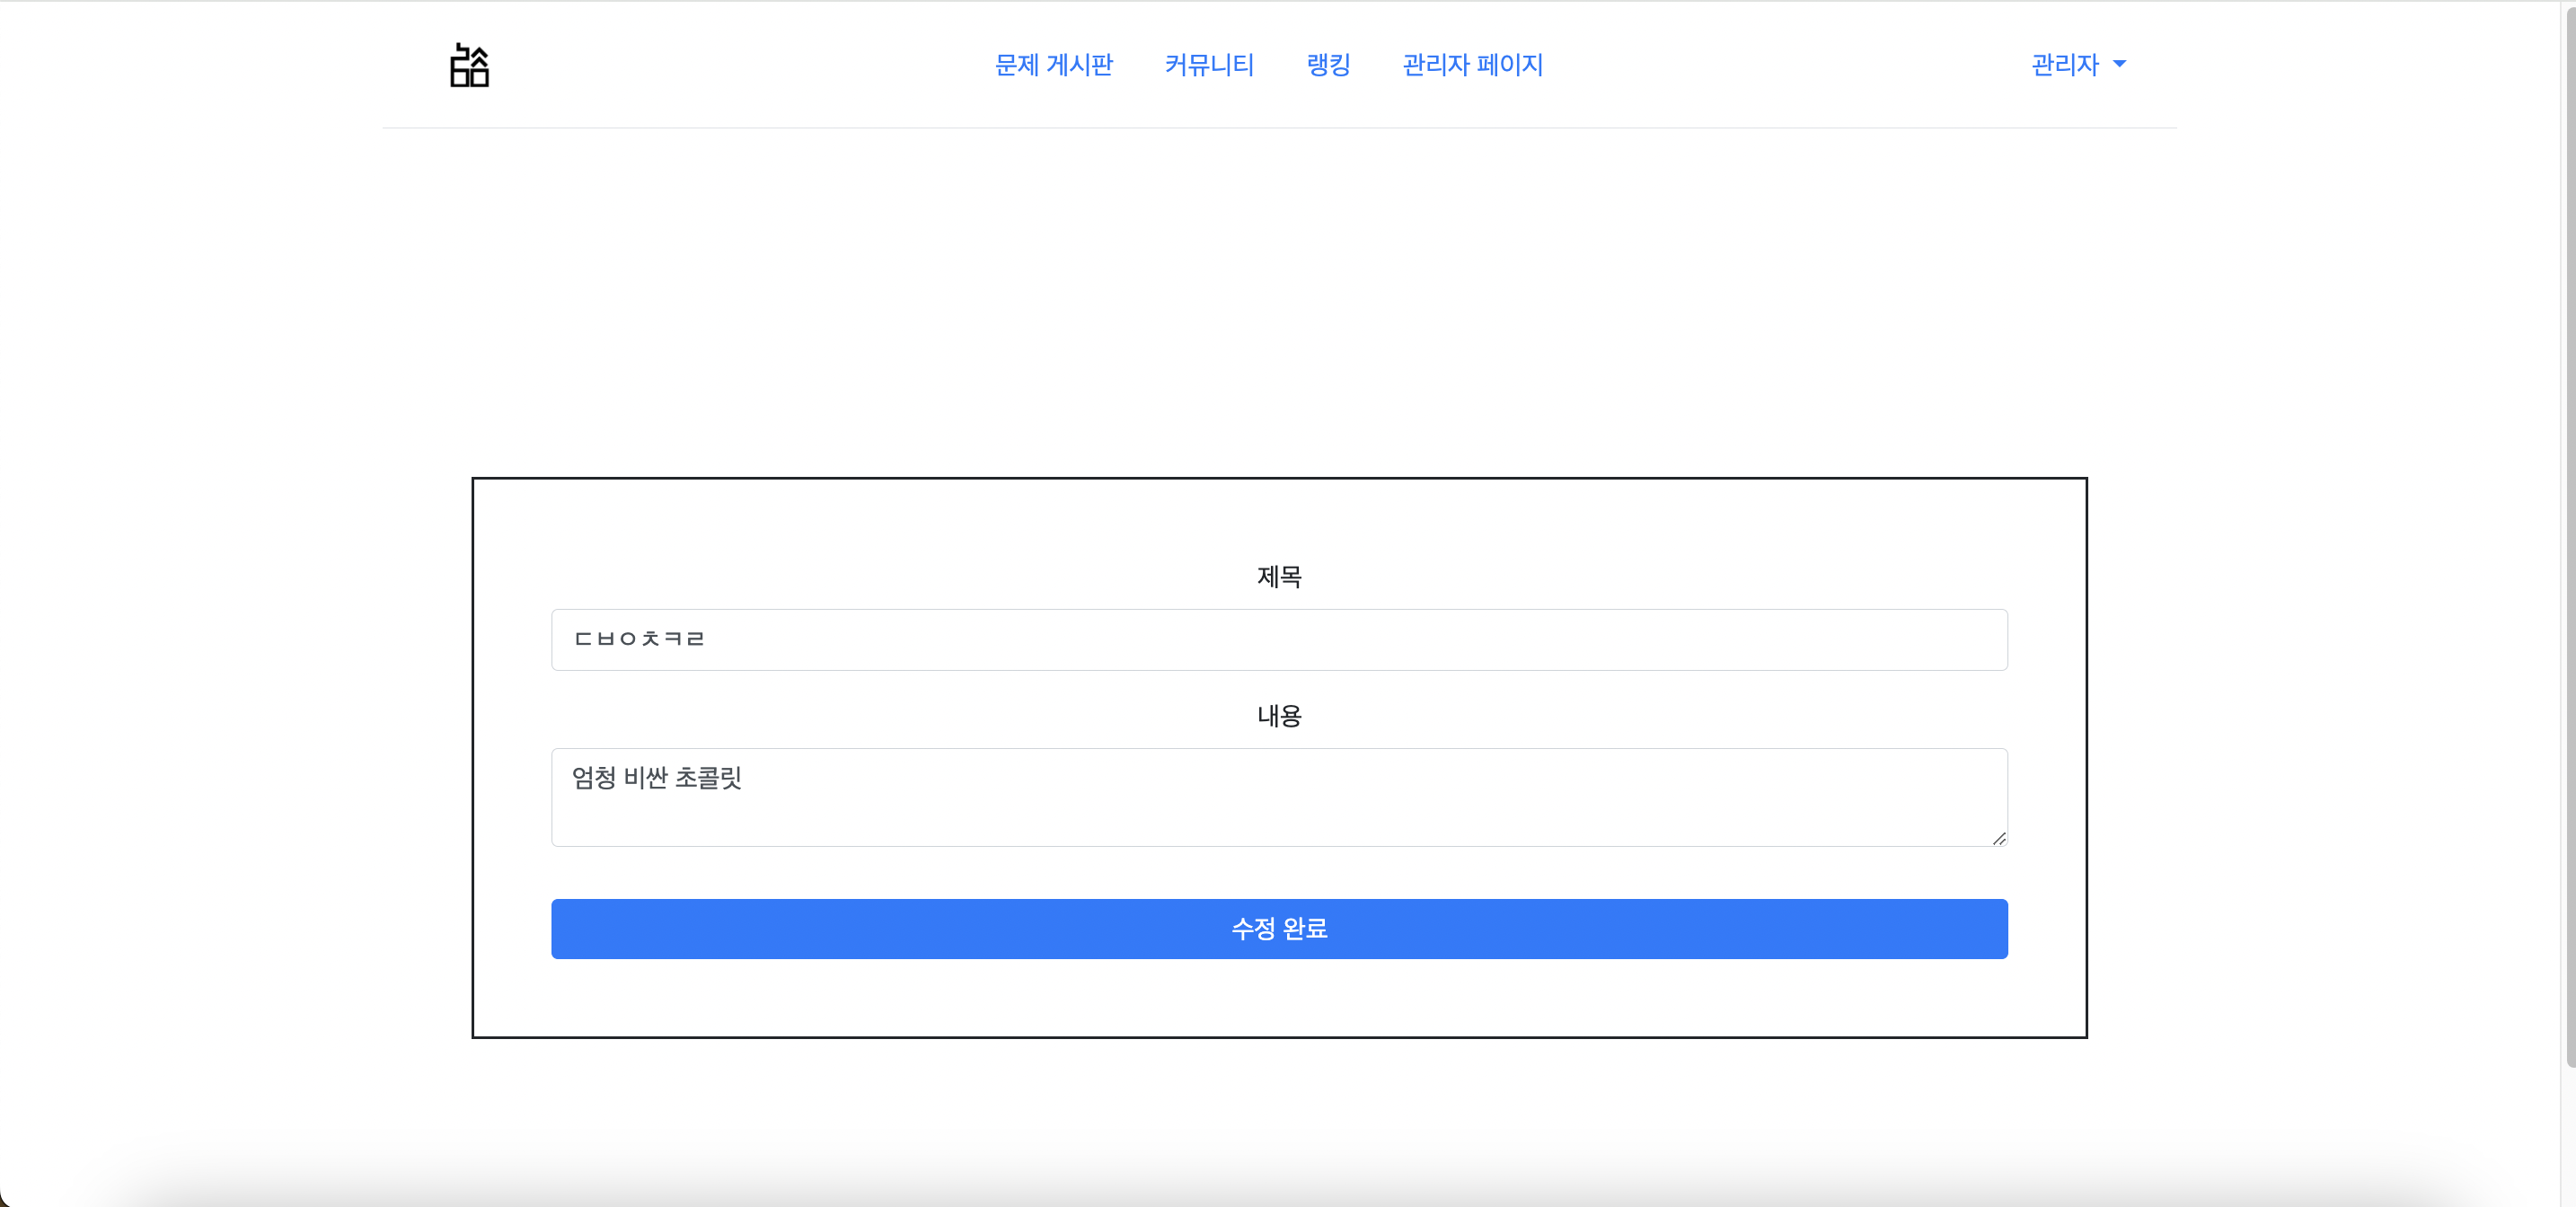 문제 게시판 커뮤니티 랭킹 관리자 페이지 관리자
제목
ㄷㅂㅇㅊㅋㄹ
내용
엄청 비싼 초콜릿
수정 완료